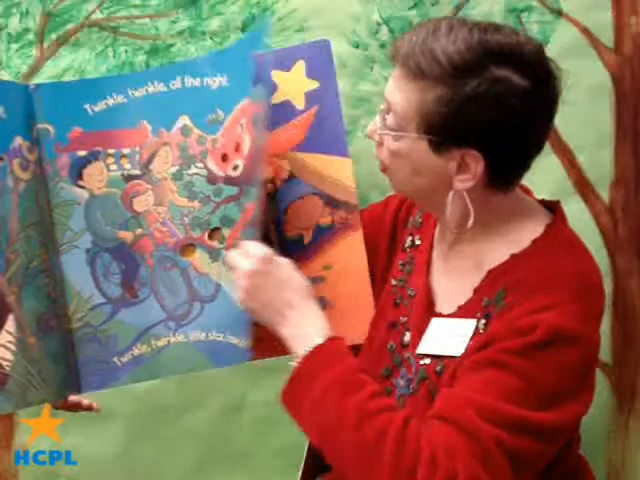 Twinkle, twinkle, all the night.
Twinkle, twinkle, little star,
HCPL